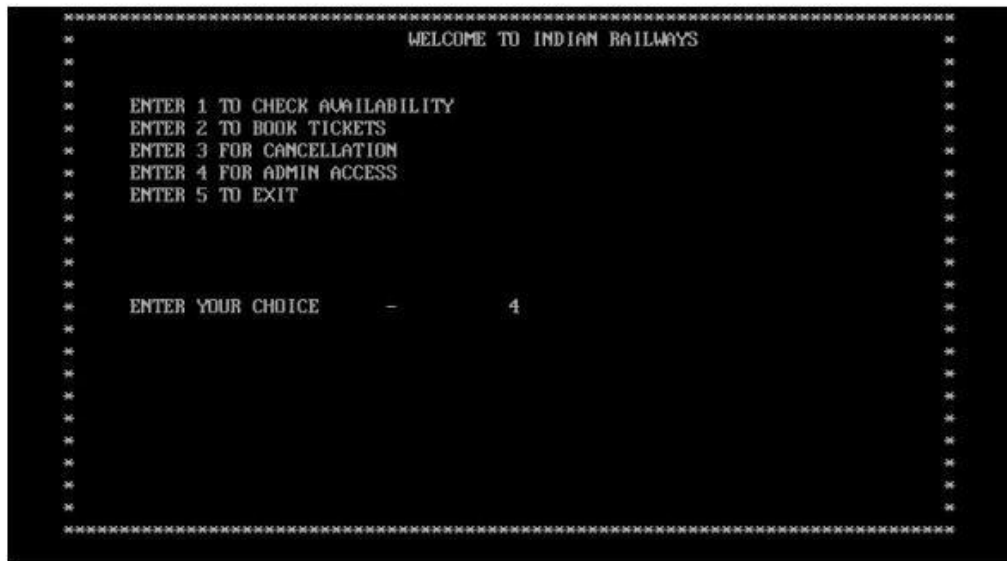 ********************************************************************************
* WELCOME TO INDIAN RAILWAYS *
*  *
*  *
* ENTER 1 TO CHECK AVAILABILITY *
* ENTER 2 TO BOOK TICKETS *
* ENTER 3 FOR CANCELLATION *
* ENTER 4 FOR ADMIN ACCESS *
* ENTER 5 TO EXIT *
*  *
*  *
*  *
*  *
* ENTER YOUR CHOICE - 4 *
*  *
*  *
*  *
*  *
*  *
*  *
*  *
*  *
*  *
********************************************************************************